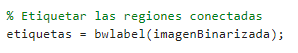 % Etiquetar las regiones conectadas
etiquetas = bwlabel(imagenBinarizada);